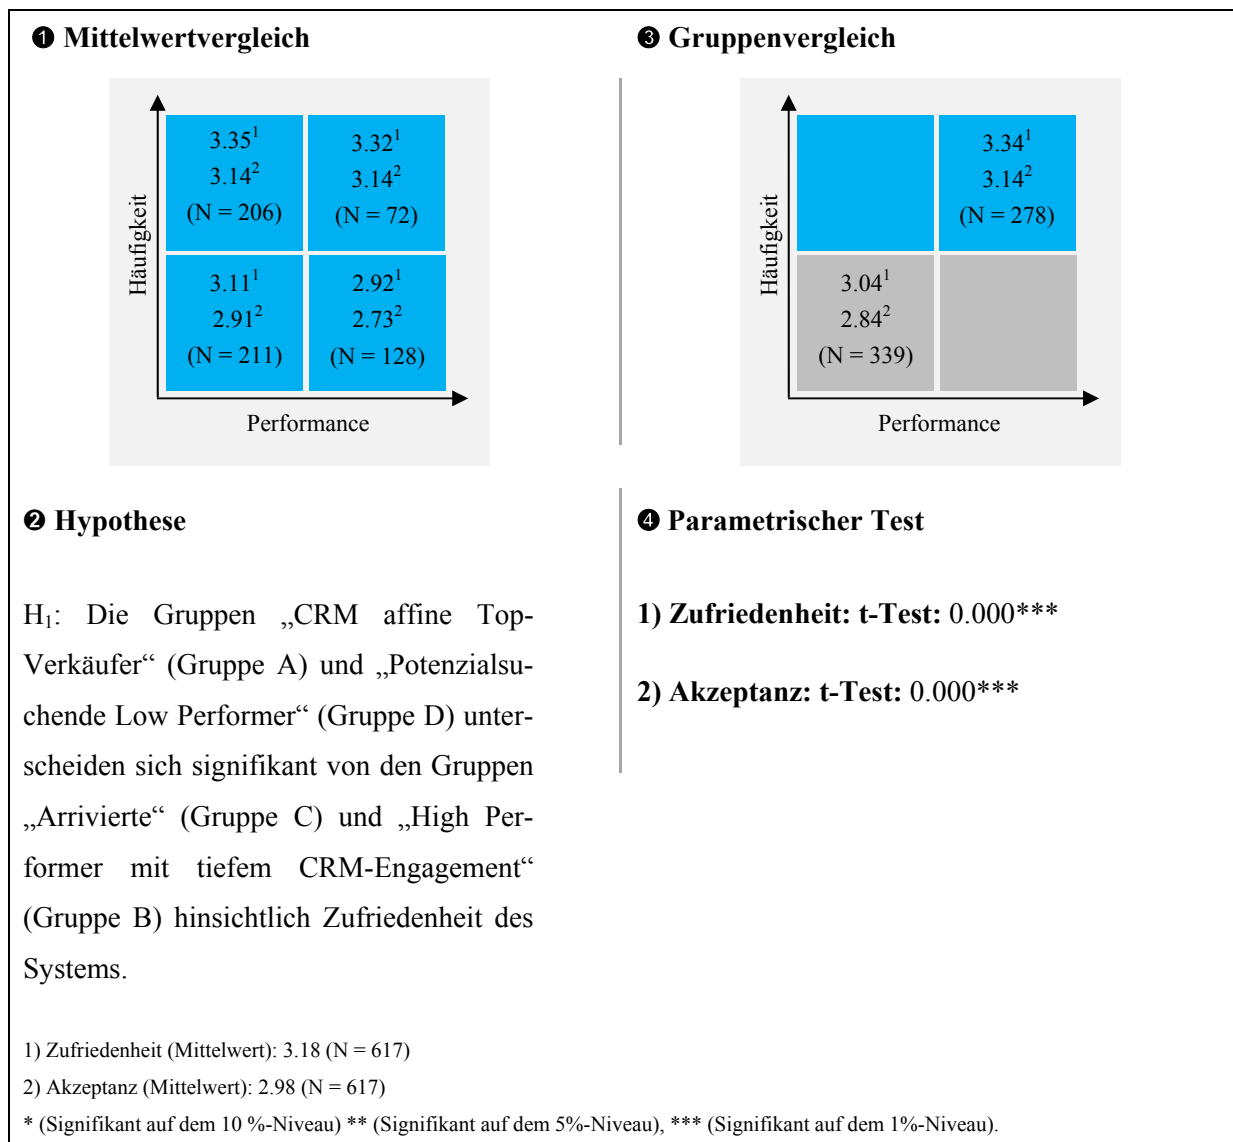 ❶ Mittelwertvergleich
Häufigkeit
3.35¹
3.14²
(N = 206)
3.32¹
3.14²
(N = 72)
3.11¹
2.91²
(N = 211)
2.92¹
2.73²
(N = 128)
Performance
❷ Hypothese
H₁: Die Gruppen „CRM affine Top-
Verkäufer“ (Gruppe A) und „Potenzialsu-
chende Low Performer“ (Gruppe D) unter-
scheiden sich signifikant von den Gruppen
„Arrivierte“ (Gruppe C) und „High Per-
former mit tiefem CRM-Engagement“
(Gruppe B) hinsichtlich Zufriedenheit des
Systems.
❸ Gruppenvergleich
Häufigkeit
3.34¹
3.14²
(N = 278)
3.04¹
2.84²
(N = 339)
Performance
❹ Parametrischer Test
1) Zufriedenheit: t-Test: 0.000***
2) Akzeptanz: t-Test: 0.000***
1) Zufriedenheit (Mittelwert): 3.18 (N = 617)
2) Akzeptanz (Mittelwert): 2.98 (N = 617)
* (Signifikant auf dem 10 %-Niveau) ** (Signifikant auf dem 5%-Niveau), *** (Signifikant auf dem 1%-Niveau).